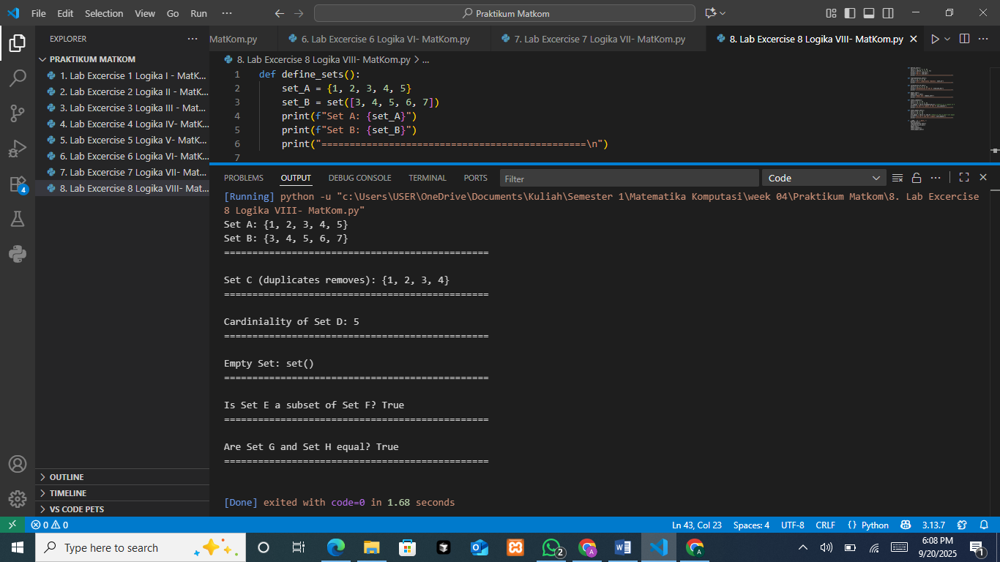 File Edit Selection View Go Run ···
Praktikum Matkom
EXPLORER ···
PRAKTIKUM MATKOM
1. Lab Excercise 1 Logika I - MatK...
2. Lab Excercise 2 Logika II - MatK...
3. Lab Excercise 3 Logika III - Mat...
4. Lab Excercise 4 Logika IV- MatK...
5. Lab Excercise 5 Logika V- MatK...
6. Lab Excercise 6 Logika VI- MatK...
7. Lab Excercise 7 Logika VII- Mat...
8. Lab Excercise 8 Logika VIII- Mat...
4
OUTLINE
TIMELINE
VS CODE PETS
MatKom.py 6. Lab Excercise 6 Logika VI- MatKom.py 7. Lab Excercise 7 Logika VII- MatKom.py 8. Lab Excercise 8 Logika VIII- MatKom.py
8. Lab Excercise 8 Logika VIII- MatKom.py > ...
1 def define_sets():
2 set_A = {1, 2, 3, 4, 5}
3 set_B = set([3, 4, 5, 6, 7])
4 print(f"Set A: {set_A}")
5 print(f"Set B: {set_B}")
6 print("===============================================\n")
7
PROBLEMS OUTPUT DEBUG CONSOLE TERMINAL PORTS Filter Code
[Running] python -u "c:\Users\USER\OneDrive\Documents\Kuliah\Semester 1\Matematika Komputasi\week 04\Praktikum Matkom\8. Lab Excercise
8 Logika VIII- MatKom.py"
Set A: {1, 2, 3, 4, 5}
Set B: {3, 4, 5, 6, 7}
===============================================
Set C (duplicates removes): {1, 2, 3, 4}
===============================================
Cardiniality of Set D: 5
===============================================
Empty Set: set()
===============================================
Is Set E a subset of Set F? True
===============================================
Are Set G and Set H equal? True
===============================================
[Done] exited with code=0 in 1.68 seconds
0 0 Ln 43, Col 23 Spaces: 4 UTF-8 CRLF {} Python 3.13.7
Type here to search 2 6:08 PM
9/20/2025 1